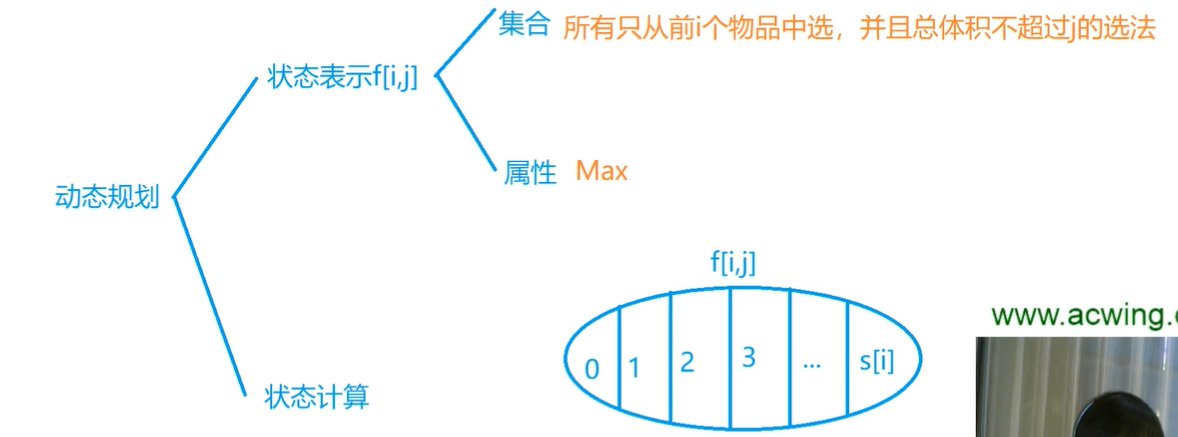 集合 所有只从前i个物品中选，并且总体积不超过j的选法
状态表示f[i,j]
属性 Max
动态规划
f[i,j]
www.acwing.
0 1 2 3 ... s[i]
状态计算